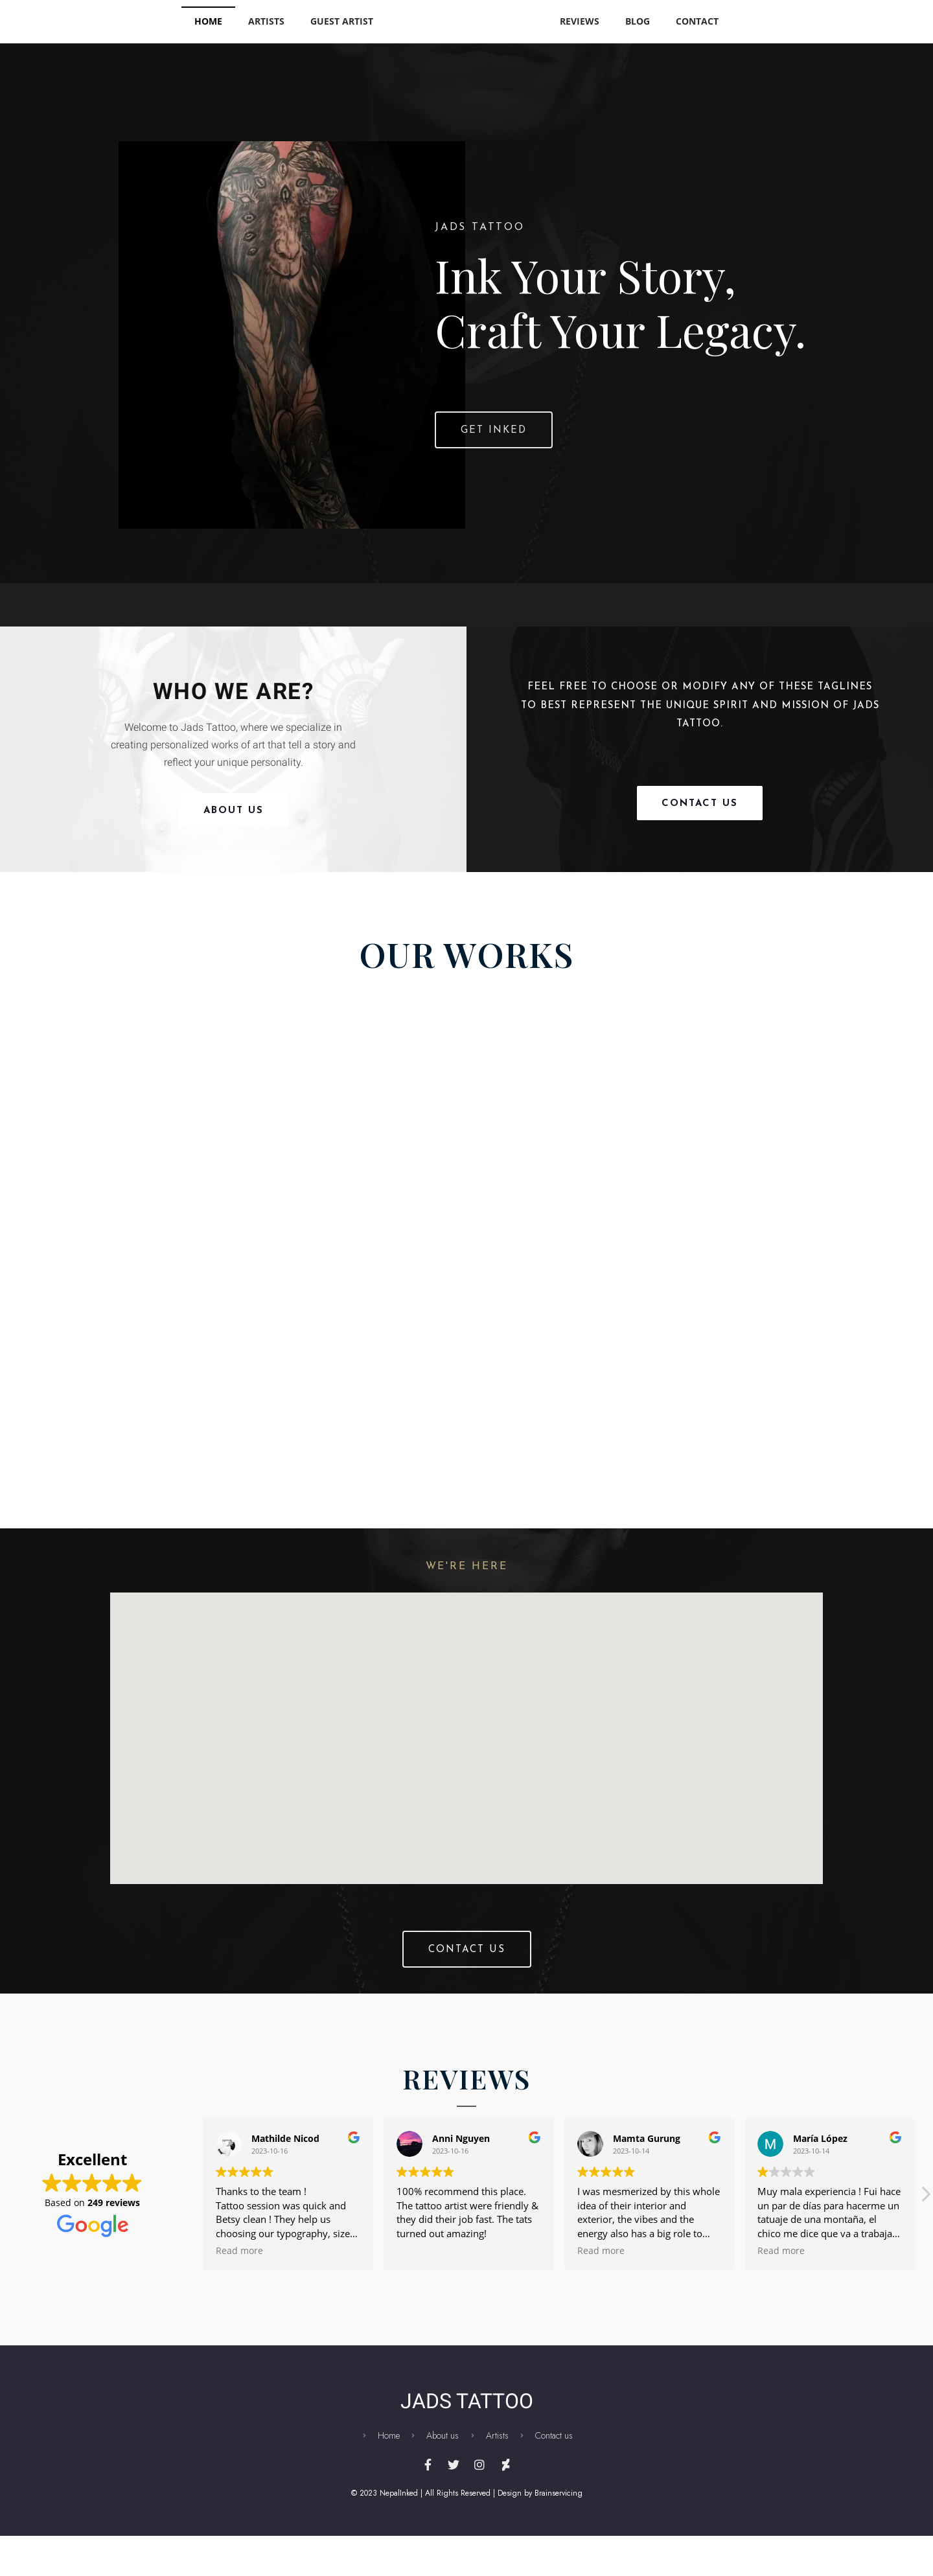 HOME ARTISTS GUEST ARTIST REVIEWS BLOG CONTACT
JADS TATTOO
Ink Your Story,
Craft Your Legacy.
GET INKED
WHO WE ARE?
Welcome to Jads Tattoo, where we specialize in
creating personalized works of art that tell a story and
reflect your unique personality.
ABOUT US
FEEL FREE TO CHOOSE OR MODIFY ANY OF THESE TAGLINES
TO BEST REPRESENT THE UNIQUE SPIRIT AND MISSION OF JADS
TATTOO.
CONTACT US
OUR WORKS
WE'RE HERE
CONTACT US
REVIEWS
Excellent
Based on 249 reviews
Google
Mathilde Nicod
2023-10-16
Thanks to the team !
Tattoo session was quick and
Betsy clean ! They help us
choosing our typography, size...
Read more
Anni Nguyen
2023-10-16
100% recommend this place.
The tattoo artist were friendly &
they did their job fast. The tats
turned out amazing!
Mamta Gurung
2023-10-14
I was mesmerized by this whole
idea of their interior and
exterior, the vibes and the
energy also has a big role to...
Read more
M
María López
2023-10-14
Muy mala experiencia ! Fui hace
un par de días para hacerme un
tatuaje de una montaña, el
chico me dice que va a trabaja...
Read more
JADS TATTOO
Home About us Artists Contact us
© 2023 NepalInked | All Rights Reserved | Design by Brainservicing